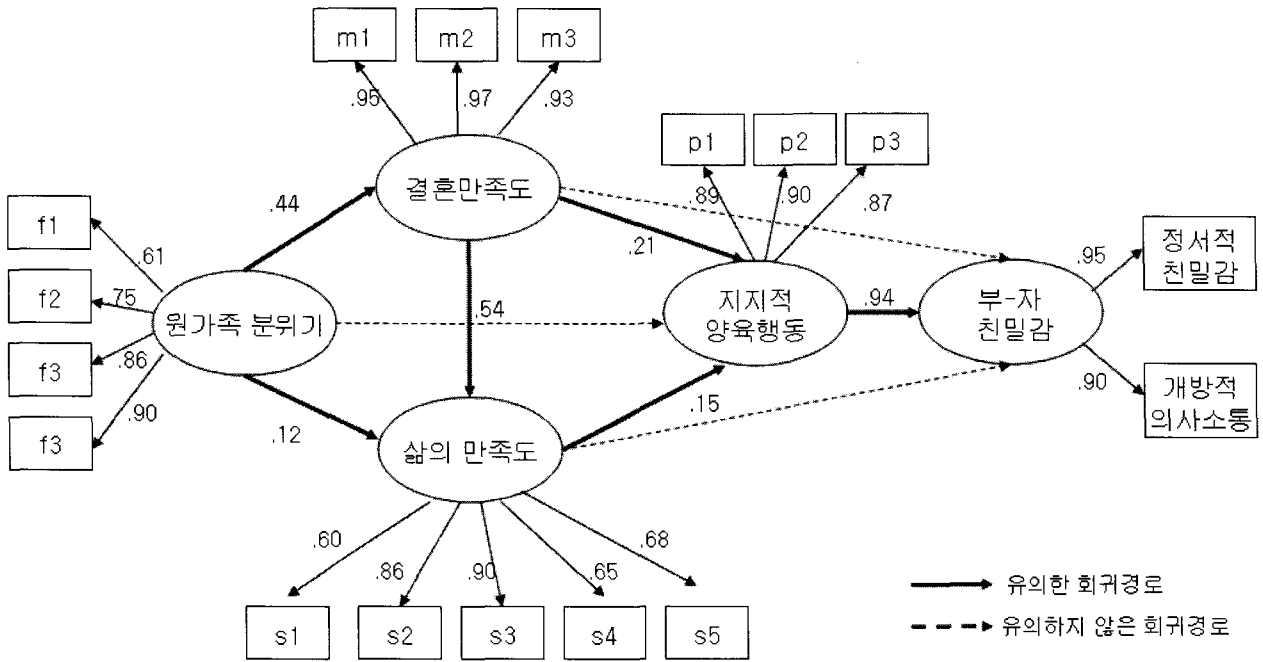 m1
m2
m3
.95
.97
.93
p1
p2
p3
결혼만족도
.89
.90
.87
.44
.21
f1
.61
정서적
친밀감
.95
f2
.75
원가족 분위기
.54
지지적
양육행동
.94
부-자
친밀감
f3
.86
.90
개방적
의사소통
f3
.90
.12
.15
삶의 만족도
.60
.86
.90
.65
.68
유의한 회귀경로
s1
s2
s3
s4
s5
유의하지 않은 회귀경로